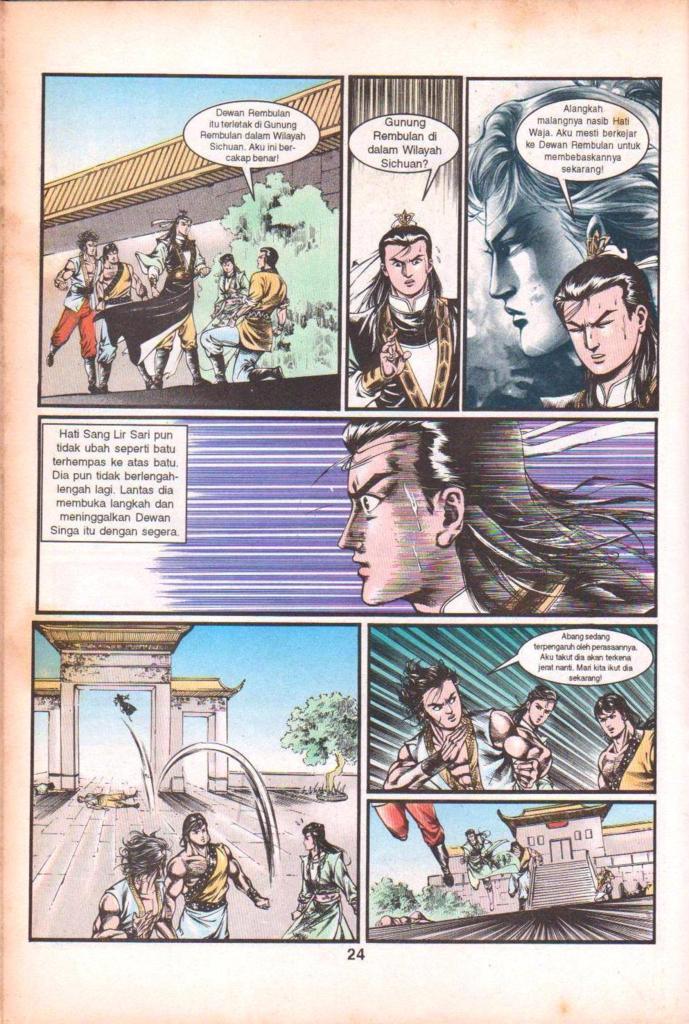 Dewan Rembulan
itu terletak di Gunung
Rembulan dalam Wilayah
Sichuan. Aku ini ber-
cakap benar!
Gunung
Rembulan di
dalam Wilayah
Sichuan?
Alangkah
malangnya nasib Hati
Waja. Aku mesti berkejar
ke Dewan Rembulan untuk
membebaskannya
sekarang!
Hati Sang Lir Sari pun
tidak ubah seperti batu
terhempas ke atas batu.
Dia pun tidak berlengah-
lengah lagi. Lantas dia
membuka langkah dan
meninggalkan Dewan
Singa itu dengan segera.
Abang sedang
terpengaruh oleh perasaannya.
Aku takut dia akan terkena
jerat nanti. Mari kita ikut dia
sekarang!
24